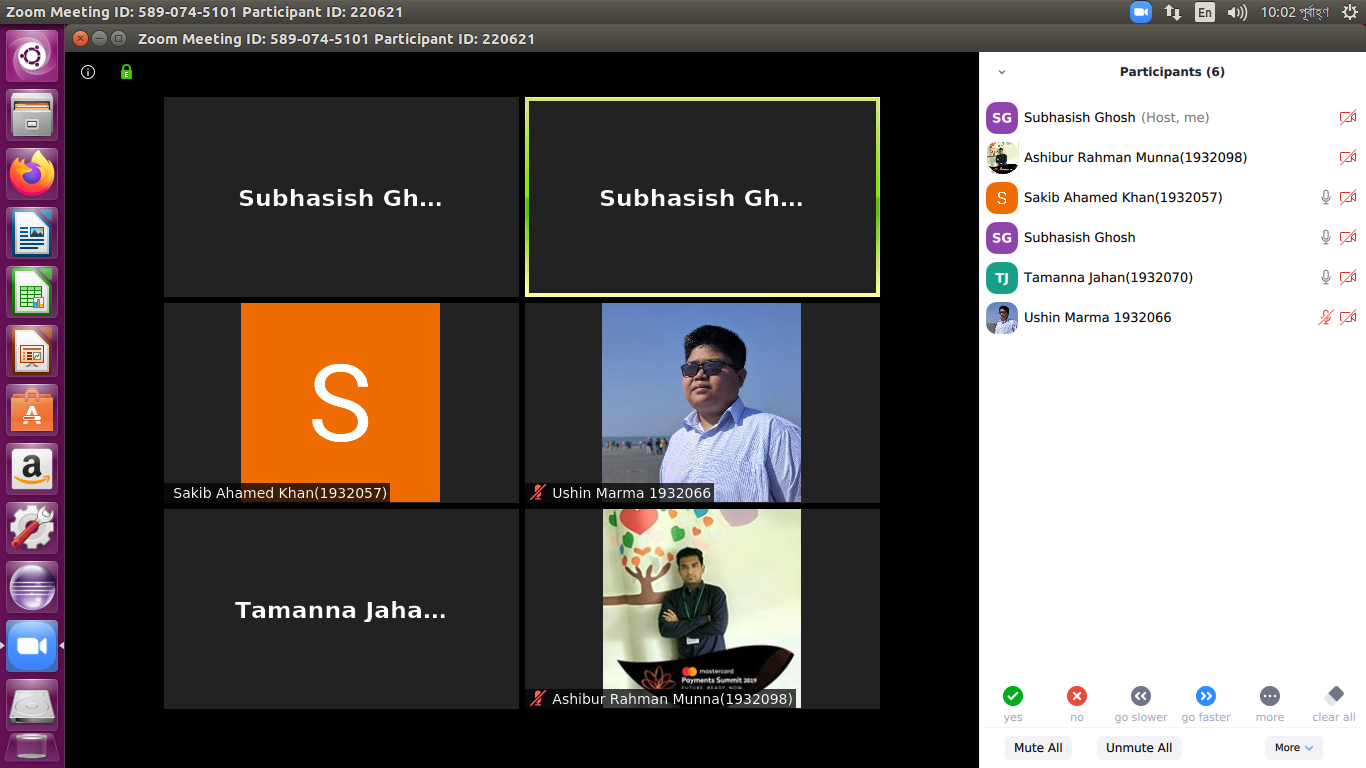 Zoom Meeting ID: 589-074-5101 Participant ID: 220621
En
10:02 পূর্বাহ্ণ
Zoom Meeting ID: 589-074-5101 Participant ID: 220621
E
Subhasish Gh...
Subhasish Gh...
S
Sakib Ahamed Khan(1932057)
Ushin Marma 1932066
Tamanna Jaha...
mastercard
Payments Summit 2019
FUTURE READY NOW
Ashibur Rahman Munna(1932098)
Participants (6)
SG Subhasish Ghosh (Host, me)
Ashibur Rahman Munna(1932098)
S Sakib Ahamed Khan(1932057)
SG Subhasish Ghosh
TJ Tamanna Jahan(1932070)
Ushin Marma 1932066
yes no go slower go faster more clear all
Mute All Unmute All More
A
a